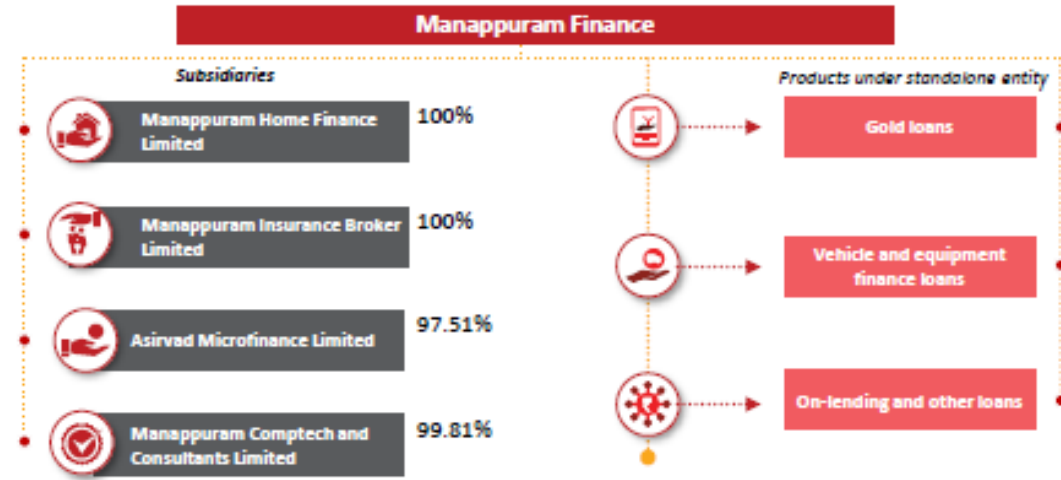 Manappuram Finance
Subsidiaries
Manappuram Home Finance
Limited
100%
Manappuram Insurance Broker
Limited
100%
Asirvad Microfinance Limited
97.51%
Manappuram Comptech and
Consultants Limited
99.81%
Products under standalone entity
Gold loans
Vehicle and equipment
finance loans
On-lending and other loans